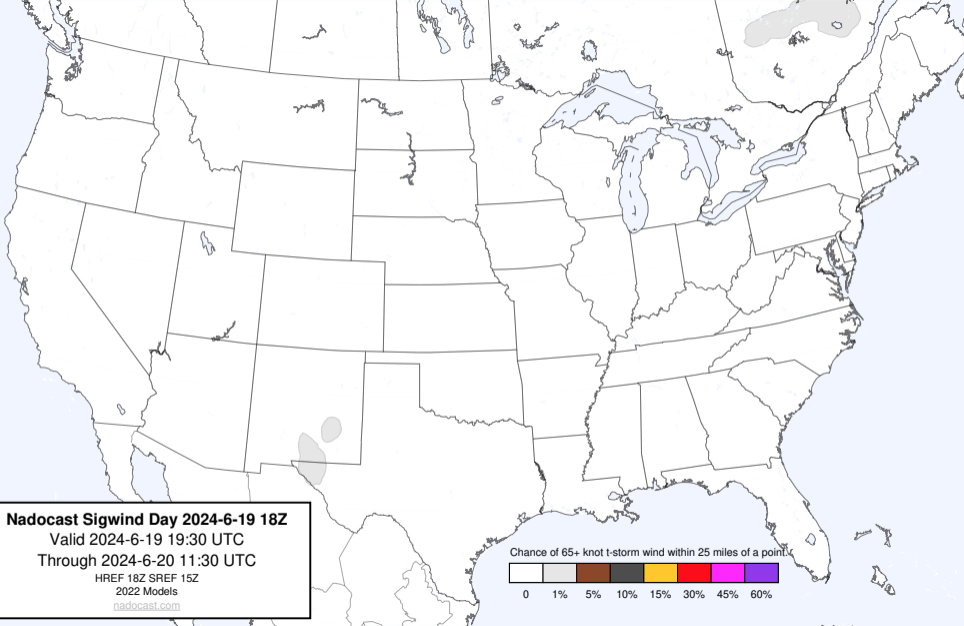 Nadocast Sigwind Day 2024-6-19 18Z
Valid 2024-6-19 19:30 UTC
Through 2024-6-20 11:30 UTC
HREF 18Z SREF 15Z
2022 Models
nadocast.com
Chance of 65+ knot t-storm wind within 25 miles of a point.
0 1% 5% 10% 15% 30% 45% 60%